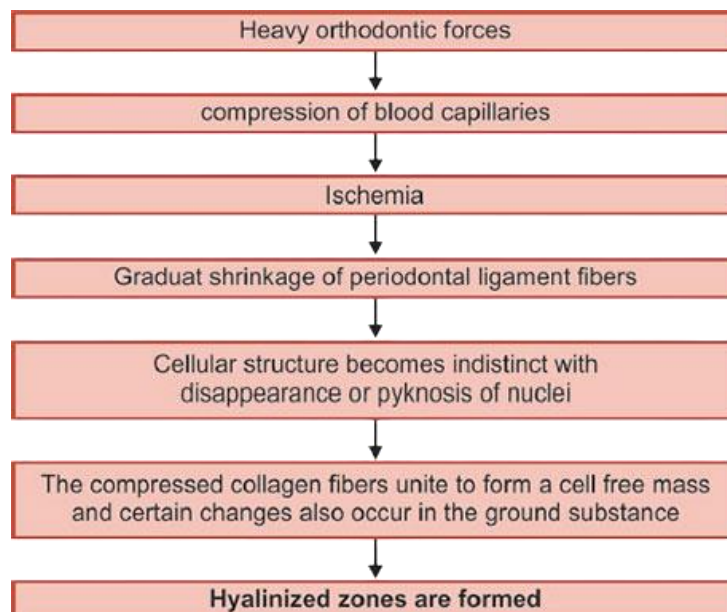 Heavy orthodontic forces
compression of blood capillaries
Ischemia
Graduat shrinkage of periodontal ligament fibers
Cellular structure becomes indistinct with
disappearance or pyknosis of nuclei
The compressed collagen fibers unite to form a cell free mass
and certain changes also occur in the ground substance
Hyalinized zones are formed